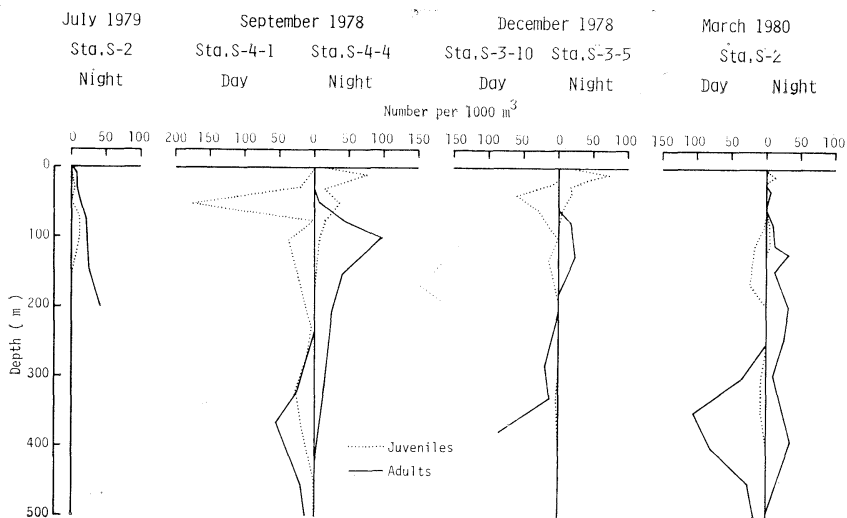 July 1979 September 1978 December 1978 March 1980
Sta.S-2 Sta.S-4-1 Sta.S-4-4 Sta.S-3-10 Sta.S-3-5 Sta.S-2
Night Day Night Day Night Day Night
Number per 1000 m³
0 50 100 200 150 100 50 0 50 100 150 150 100 50 0 50 100 150 100 50 0 50 100
0
100
200
300
400
500
Depth ( m )
Juveniles
Adults